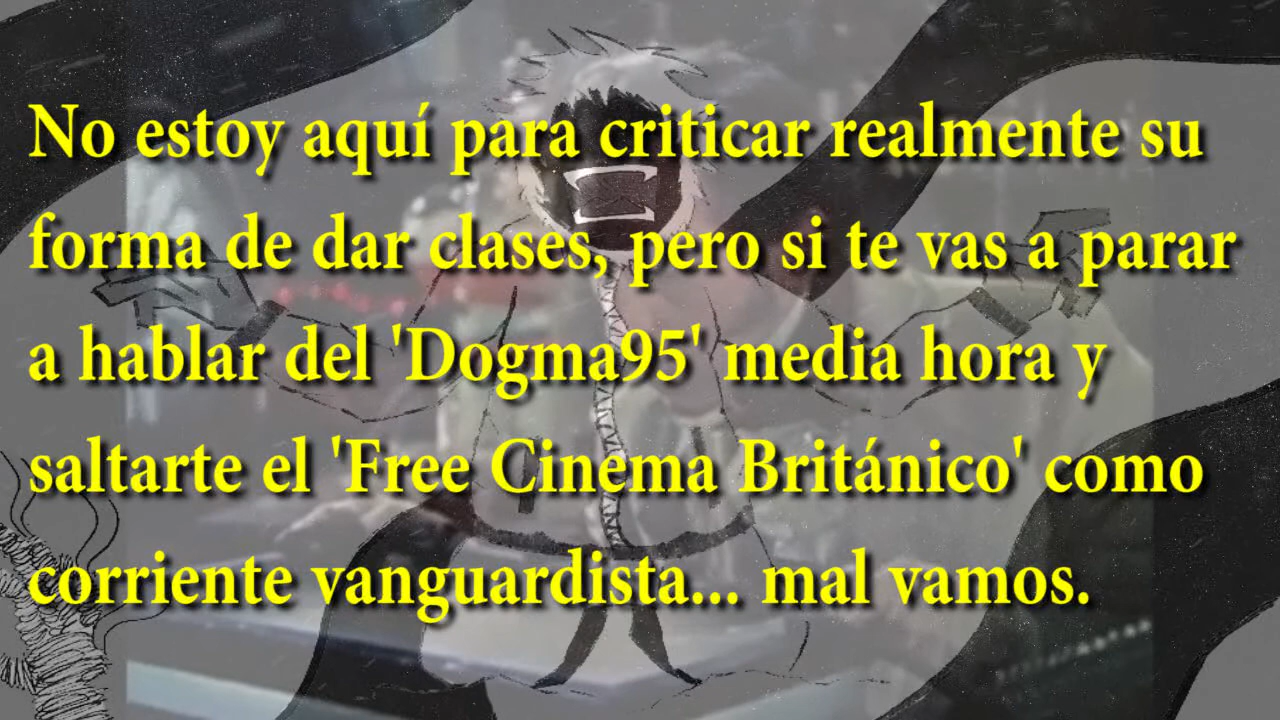 No estoy aquí para criticar realmente su
forma de dar clases, pero si te vas a parar
a hablar del 'Dogma95' media hora y
saltarte el 'Free Cinema Británico' como
corriente vanguardista... mal vamos.